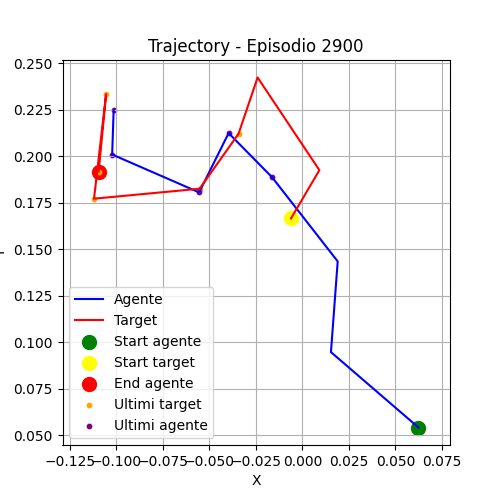 Trajectory - Episodio 2900
0.250
0.225
0.200
0.175
0.150
0.125
0.100
0.075
0.050
Agente
Target
Start agente
Start target
End agente
Ultimi target
Ultimi agente
−0.125 −0.100 −0.075 −0.050 −0.025 0.000 0.025 0.050 0.075
X